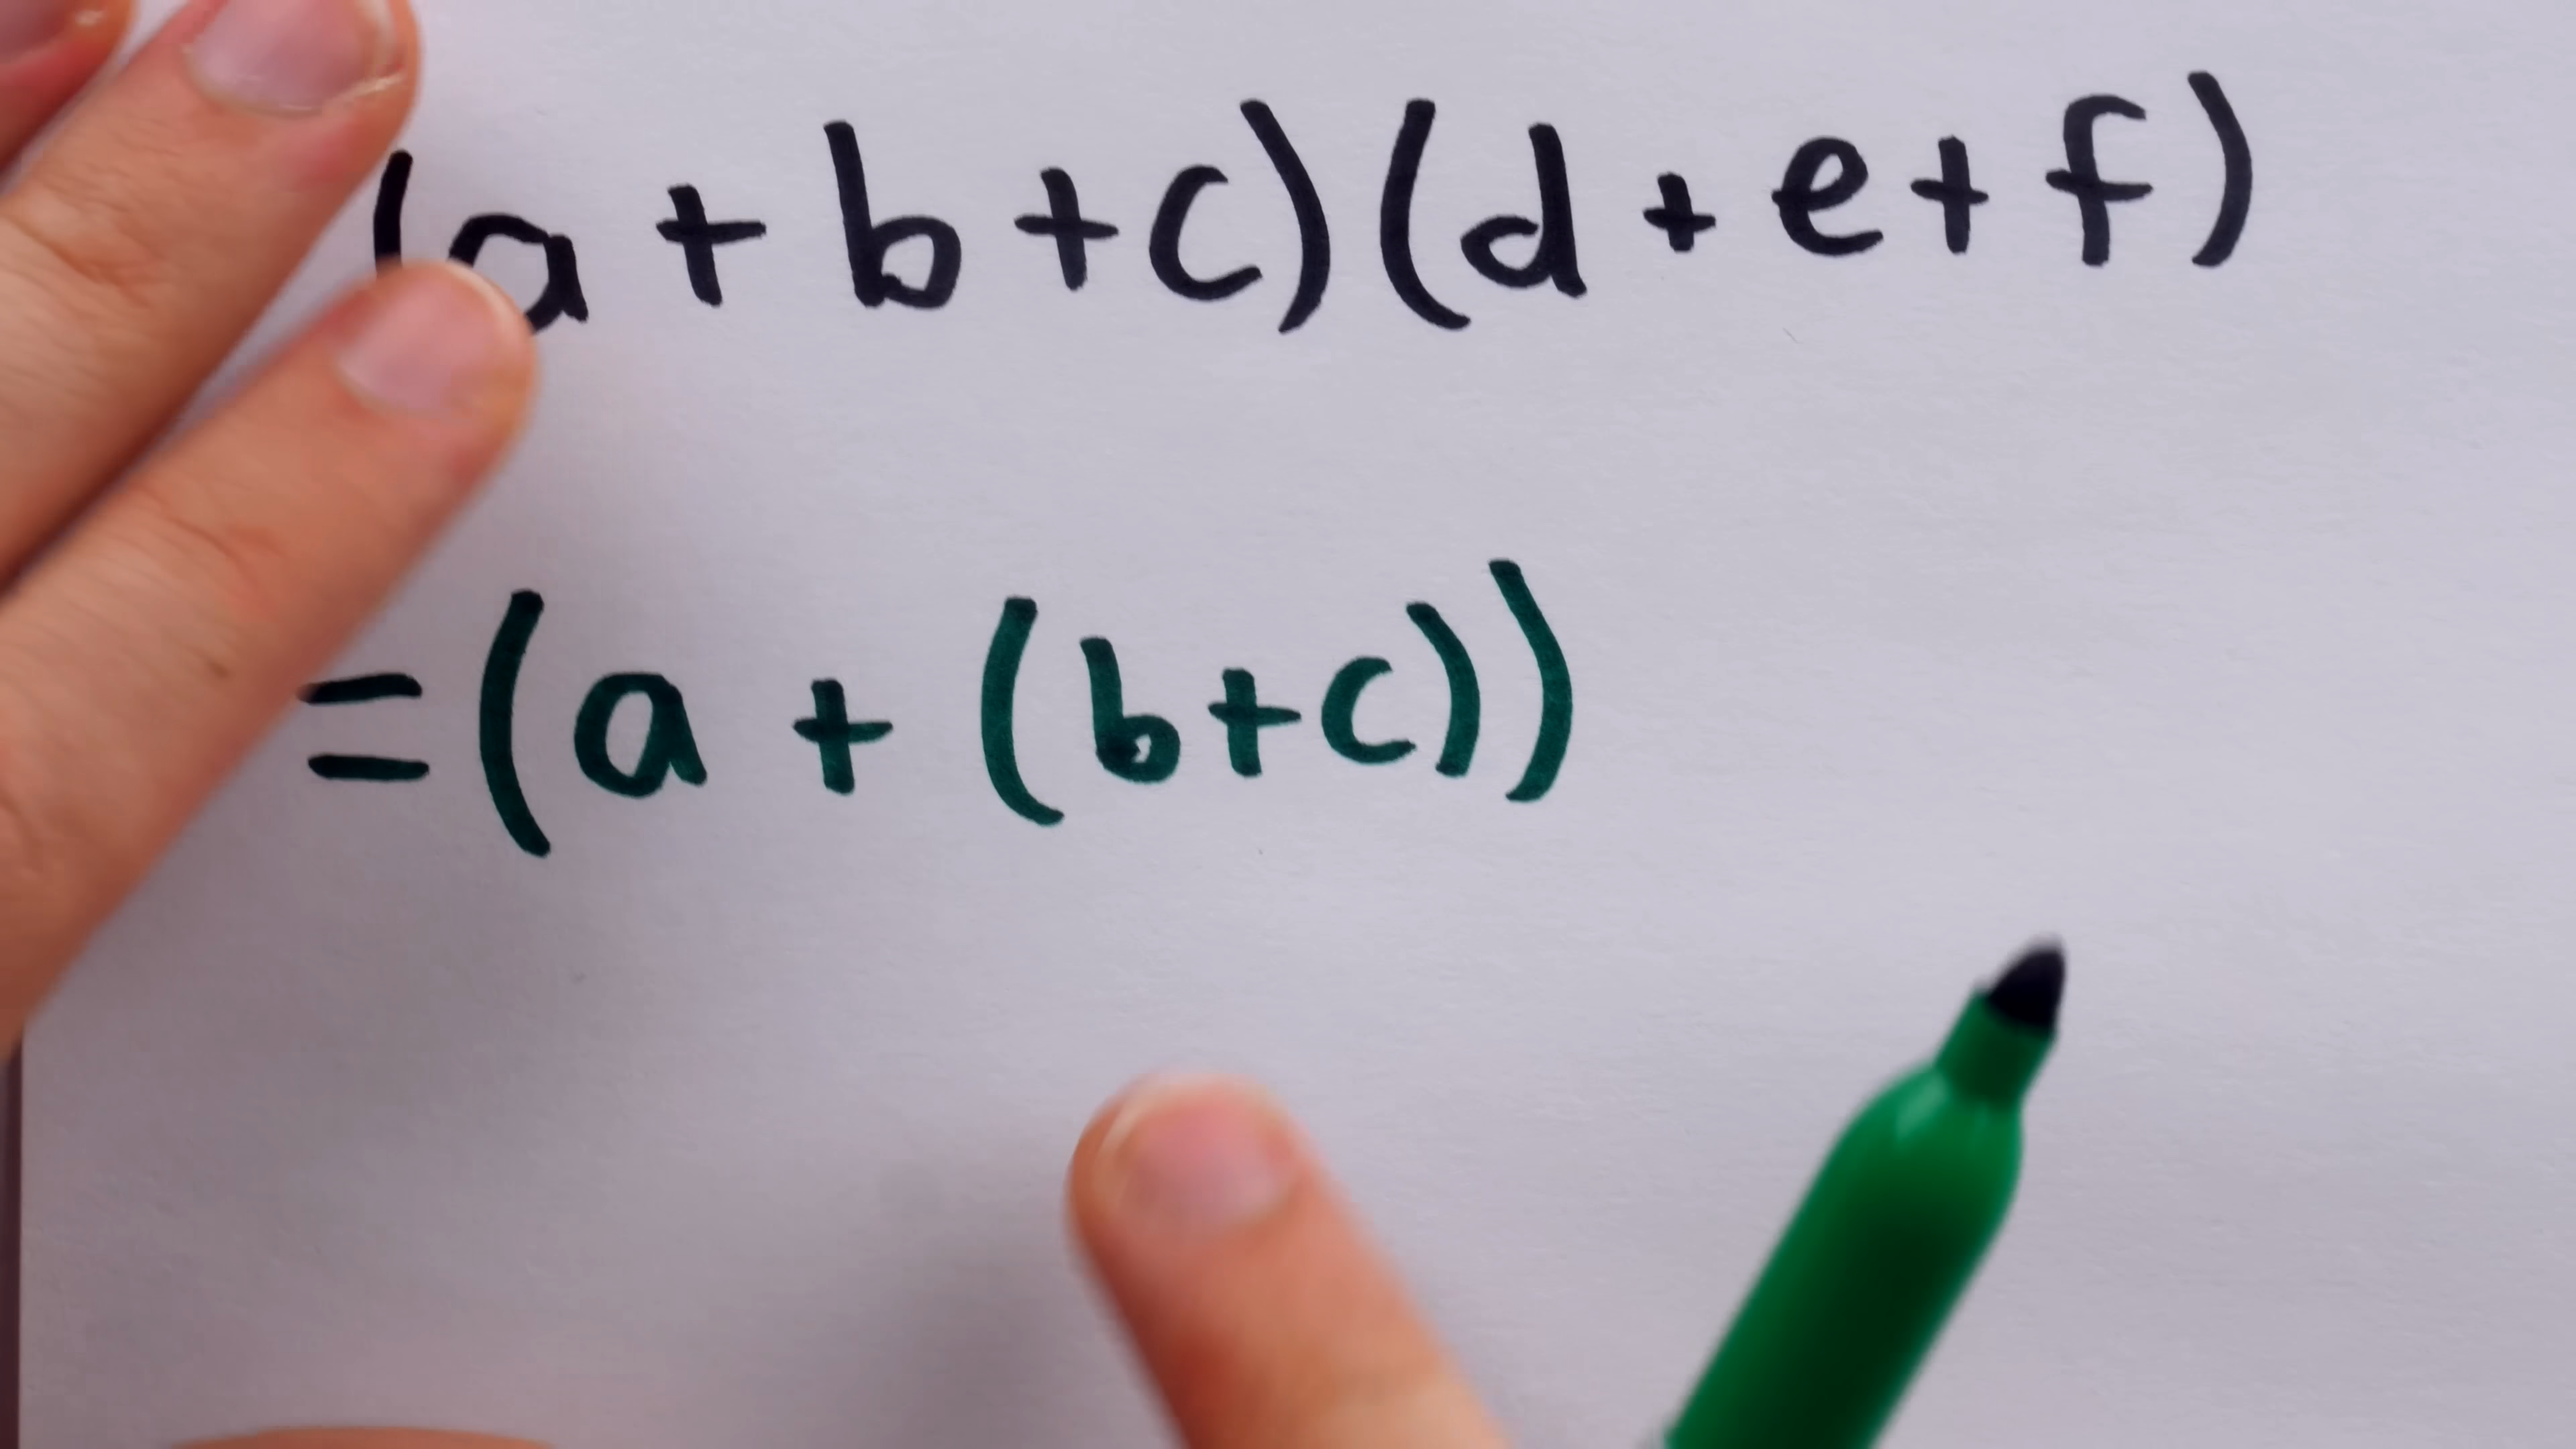 (a + b + c)(d + e + f)
= (a + (b + c))